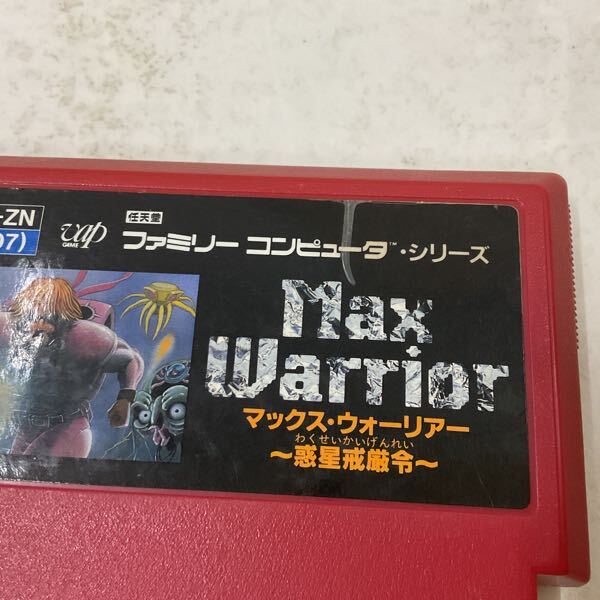 -ZN
07)
vap
GAME
任天堂
ファミリー コンピュータ™・シリーズ
Max
Warrior
マックス・ウォーリアー
わくせいかいげんれい
～惑星戒厳令～